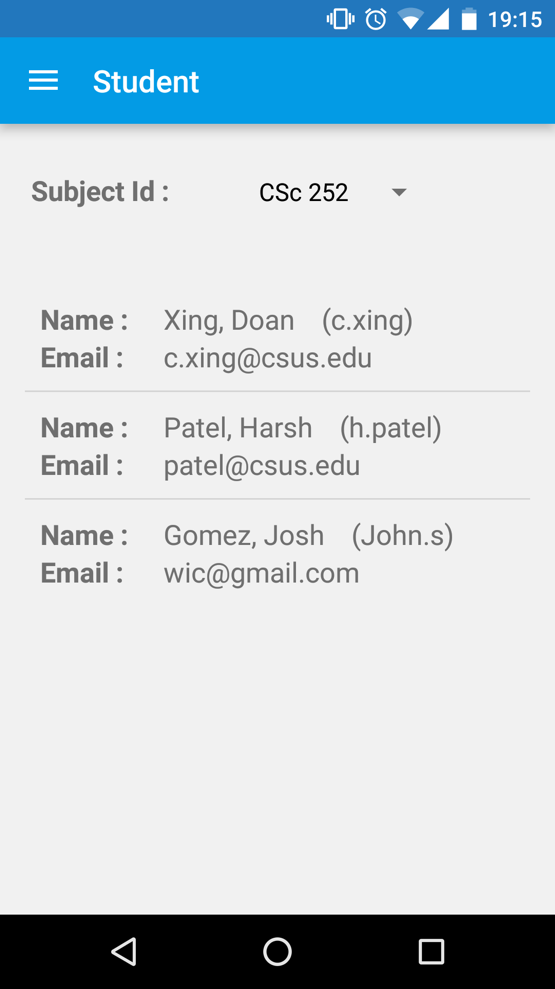 19:15
Student
Subject Id : CSc 252
Name : Xing, Doan (c.xing)
Email : c.xing@csus.edu
Name : Patel, Harsh (h.patel)
Email : patel@csus.edu
Name : Gomez, Josh (John.s)
Email : wic@gmail.com